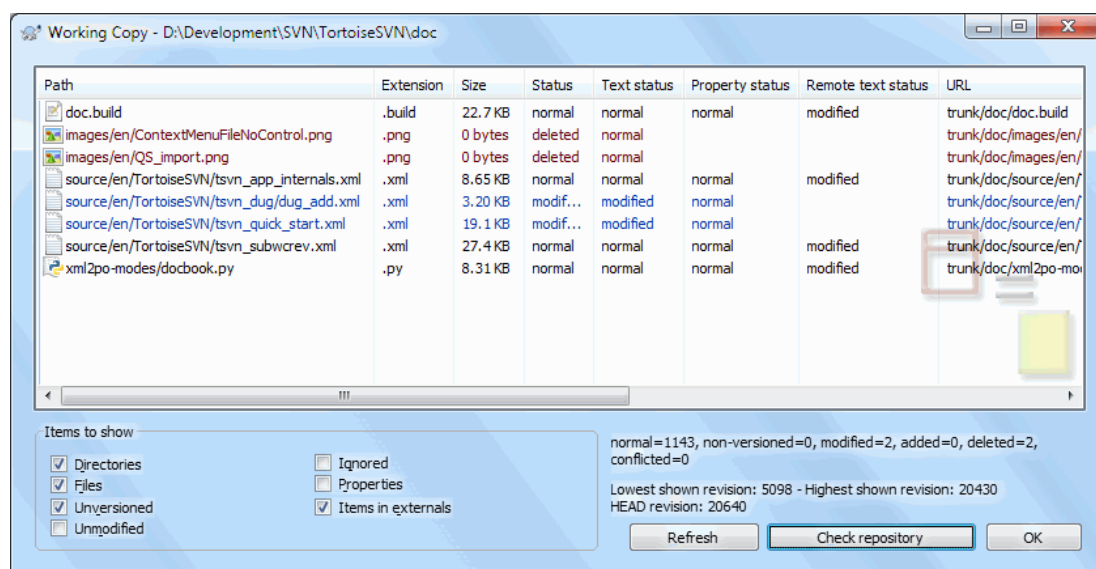 Working Copy - D:\Development\SVN\TortoiseSVN\doc
Path Extension Size Status Text status Property status Remote text status URL
doc.build .build 22.7 KB normal normal normal modified trunk/doc/doc.build
images/en/ContextMenuFileNoControl.png .png 0 bytes deleted normal trunk/doc/images/en/
images/en/QS_import.png .png 0 bytes deleted normal trunk/doc/images/en/
source/en/TortoiseSVN/tsvn_app_internals.xml .xml 8.65 KB normal normal normal modified trunk/doc/source/en/
source/en/TortoiseSVN/tsvn_dug/dug_add.xml .xml 3.20 KB modif... modified normal trunk/doc/source/en/
source/en/TortoiseSVN/tsvn_quick_start.xml .xml 19.1 KB modif... modified normal trunk/doc/source/en/
source/en/TortoiseSVN/tsvn_subwcrev.xml .xml 27.4 KB normal normal normal modified trunk/doc/source/en/
xml2po-modes/docbook.py .py 8.31 KB normal normal normal modified trunk/doc/xml2po-mo
Items to show
Directories Ignored
Files Properties
Unversioned Items in externals
Unmodified
normal=1143, non-versioned=0, modified=2, added=0, deleted=2,
conflicted=0
Lowest shown revision: 5098 - Highest shown revision: 20430
HEAD revision: 20640
Refresh Check repository OK